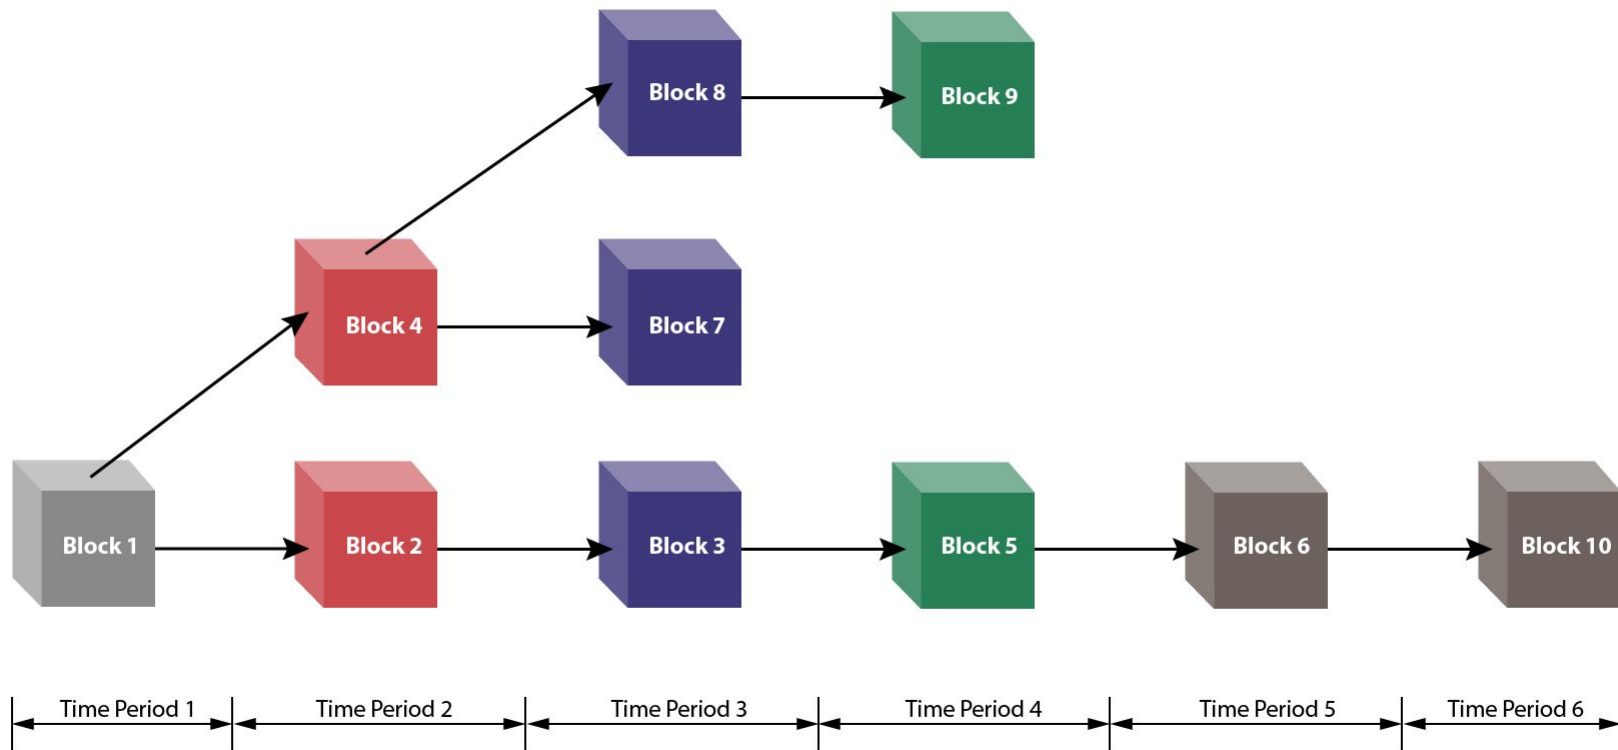 Block 8
Block 9
Block 4
Block 7
Block 1
Block 2
Block 3
Block 5
Block 6
Block 10
Time Period 1
Time Period 2
Time Period 3
Time Period 4
Time Period 5
Time Period 6